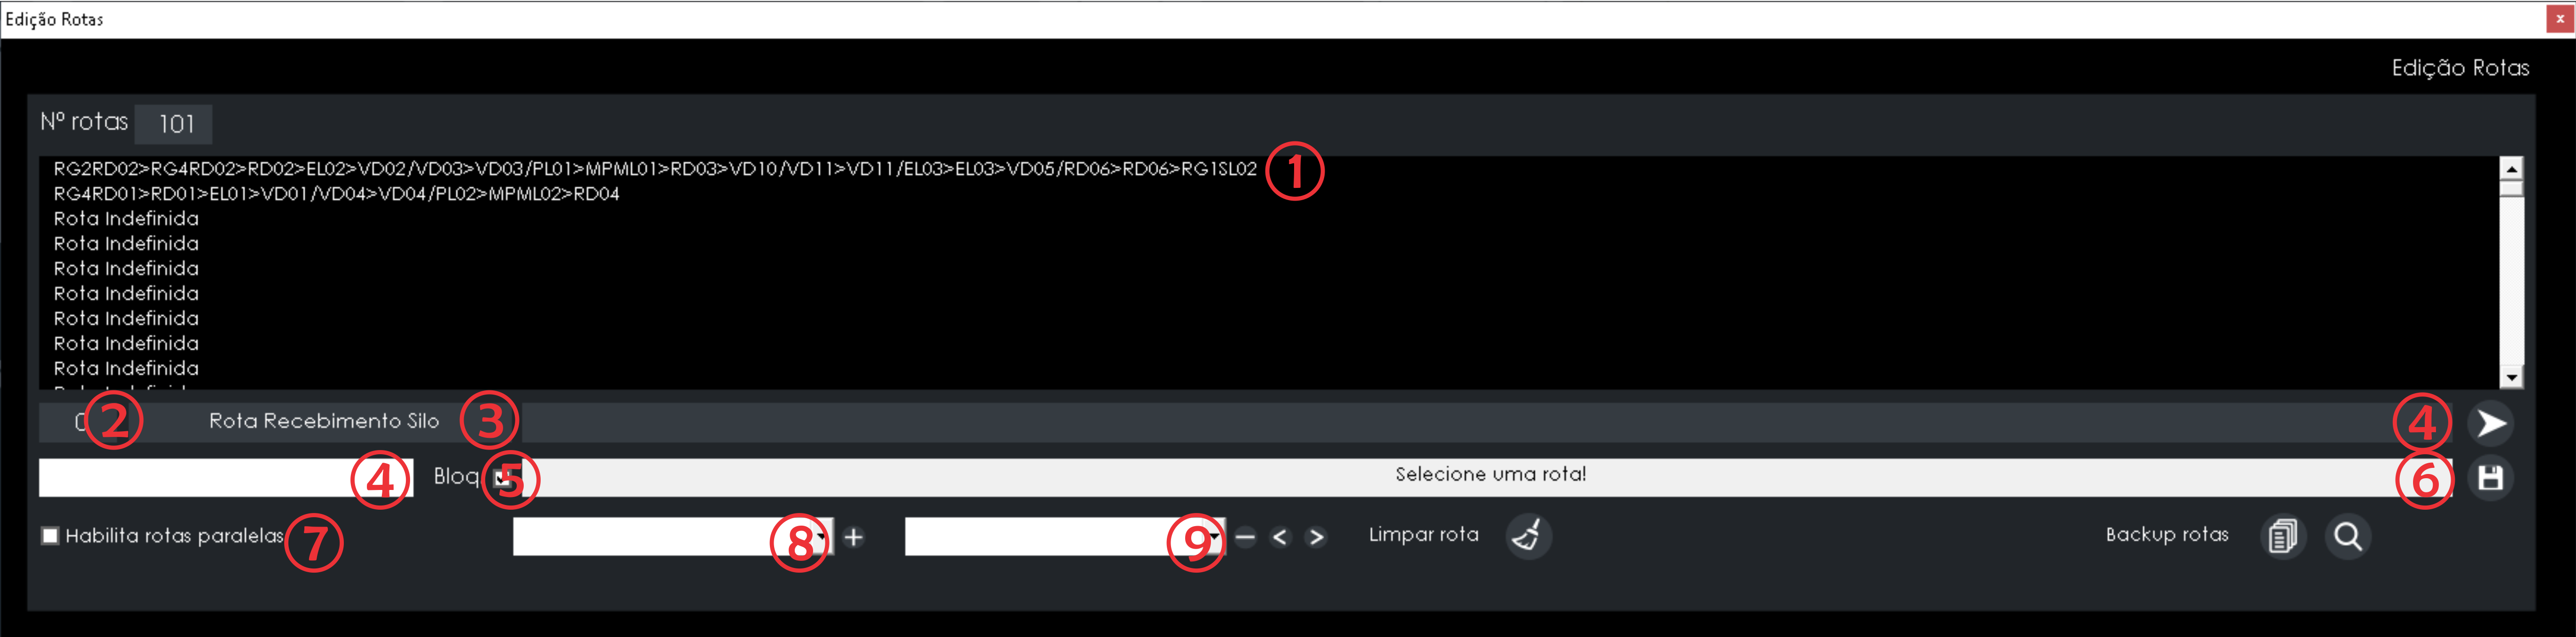 Edição Rotas
x
Edição Rotas
Nº rotas 101
RG2RD02>RG4RD02>RD02>EL02>VD02/VD03>VD03/PL01>MPML01>RD03>VD10/VD11>VD11/EL03>EL03>VD05/RD06>RD06>RG1SL02 1
RG4RD01>RD01>EL01>VD01/VD04>VD04/PL02>MPML02>RD04
Rota Indefinida
Rota Indefinida
Rota Indefinida
Rota Indefinida
Rota Indefinida
Rota Indefinida
Rota Indefinida
2 Rota Recebimento Silo 3 4
4 Bloq 5 Selecione uma rota! 6
Habilita rotas paralelas 7 8 + 9 − < > Limpar rota Backup rotas